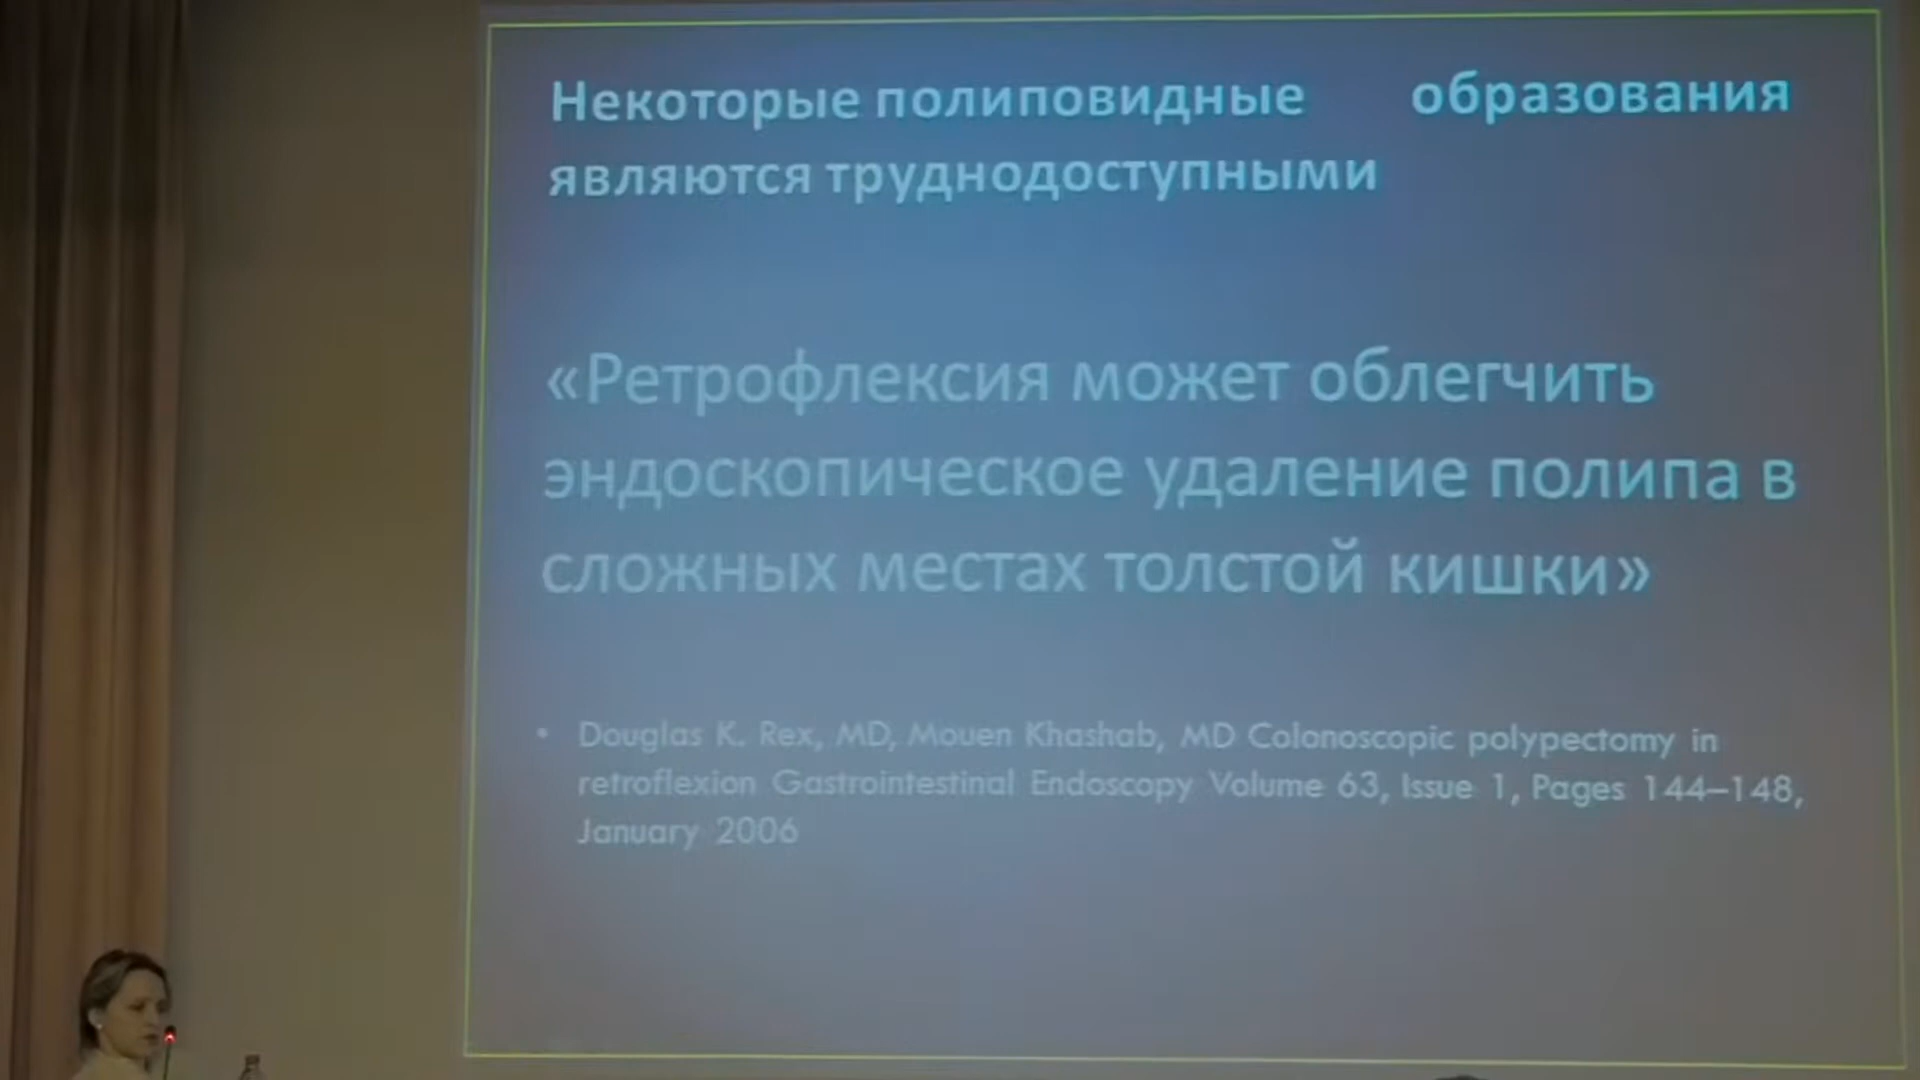 Некоторые полиповидные образования
являются труднодоступными
«Ретрофлексия может облегчить
эндоскопическое удаление полипа в
сложных местах толстой кишки»
• Douglas K. Rex, MD, Mouen Khashab, MD Colonoscopic polypectomy in
retroflexion Gastrointestinal Endoscopy Volume 63, Issue 1, Pages 144–148,
January 2006